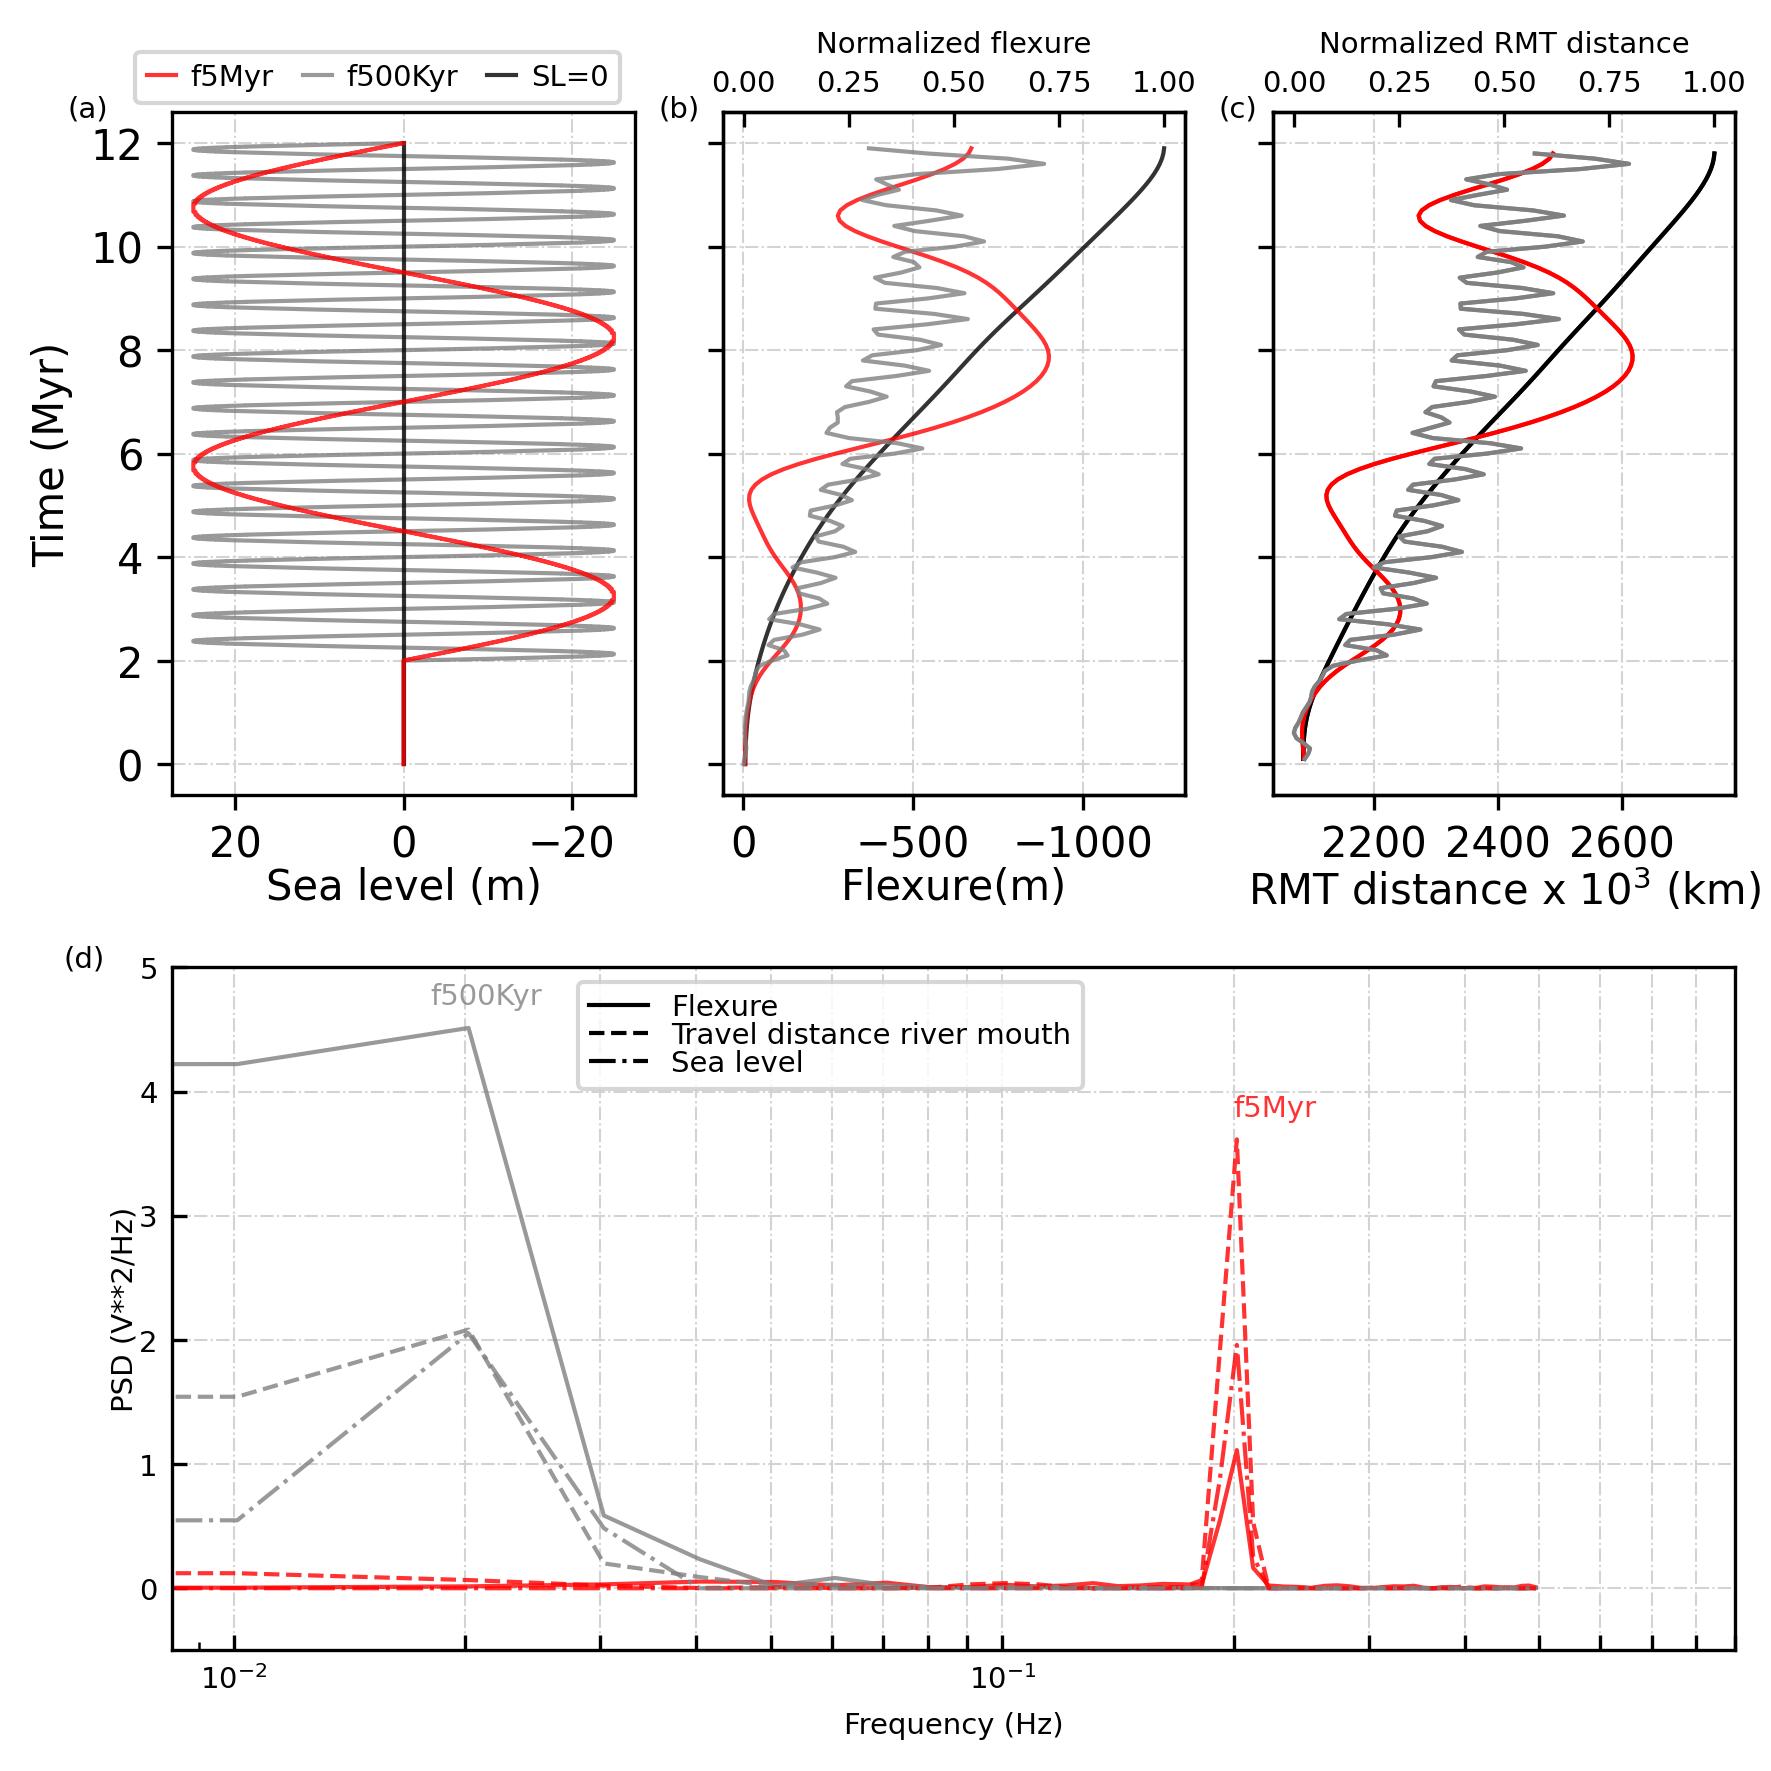 Normalized flexure
Normalized RMT distance
f5Myr f500Kyr SL=0
0.00 0.25 0.50 0.75 1.00
0.00 0.25 0.50 0.75 1.00
(a)
(b)
(c)
12
10
8
6
4
2
0
Time (Myr)
20 0 −20
Sea level (m)
0 −500 −1000
Flexure(m)
2200 2400 2600
RMT distance x 10³ (km)
(d)
5
4
3
2
1
0
PSD (V**2/Hz)
f500Kyr
Flexure
Travel distance river mouth
Sea level
f5Myr
10⁻² 10⁻¹
Frequency (Hz)